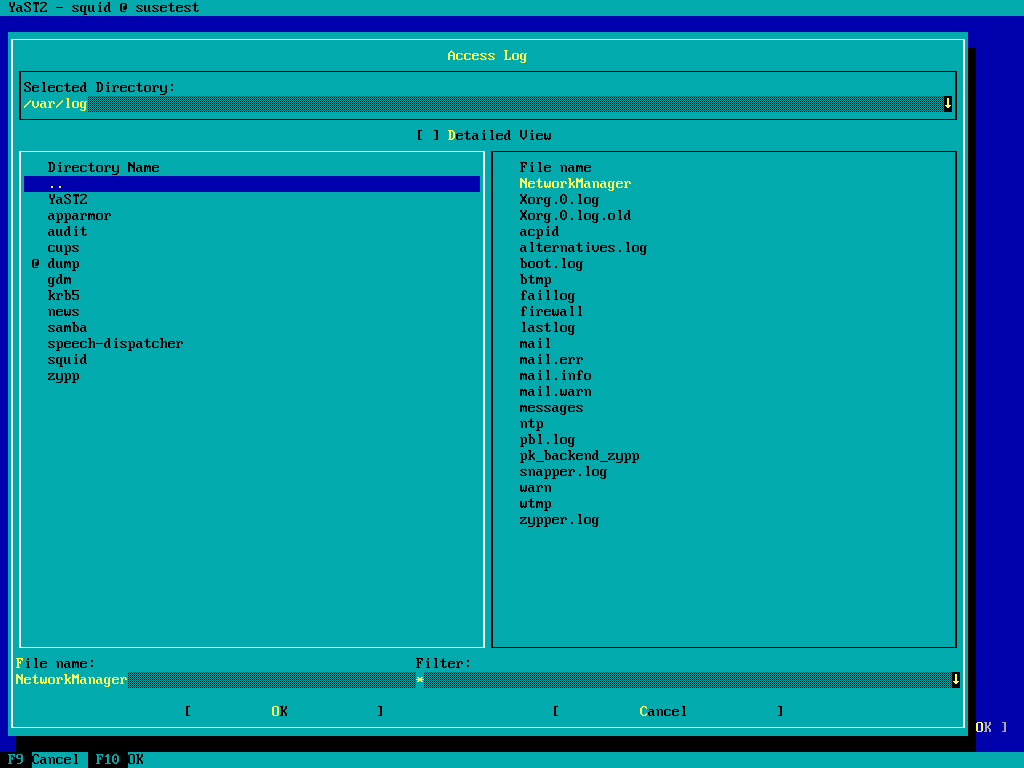 YaST2 - squid @ susetest
Access Log
Selected Directory:
/var/log ↓
[ ] Detailed View
Directory Name
..
YaST2
apparmor
audit
cups
@ dump
gdm
krb5
news
samba
speech-dispatcher
squid
zypp
File name
NetworkManager
Xorg.0.log
Xorg.0.log.old
acpid
alternatives.log
boot.log
btmp
faillog
firewall
lastlog
mail
mail.err
mail.info
mail.warn
messages
ntp
pbl.log
pk_backend_zypp
snapper.log
warn
wtmp
zypper.log
File name:
NetworkManager
Filter:
* ↓
[ OK ] [ Cancel ]
OK ]
F9 Cancel F10 OK